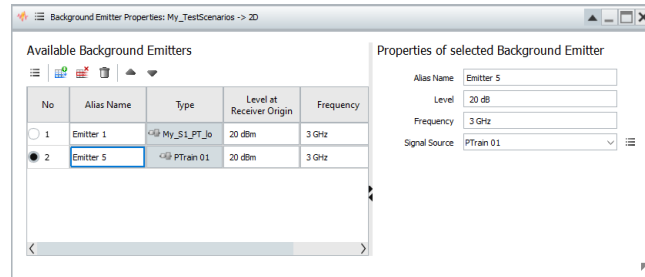 Background Emitter Properties: My_TestScenarios -> 2D
Available Background Emitters
No Alias Name Type Level at Receiver Origin Frequency
1 Emitter 1 My_S1_PT_lo 20 dBm 3 GHz
2 Emitter 5 PTrain 01 20 dBm 3 GHz
Properties of selected Background Emitter
Alias Name Emitter 5
Level 20 dB
Frequency 3 GHz
Signal Source PTrain 01